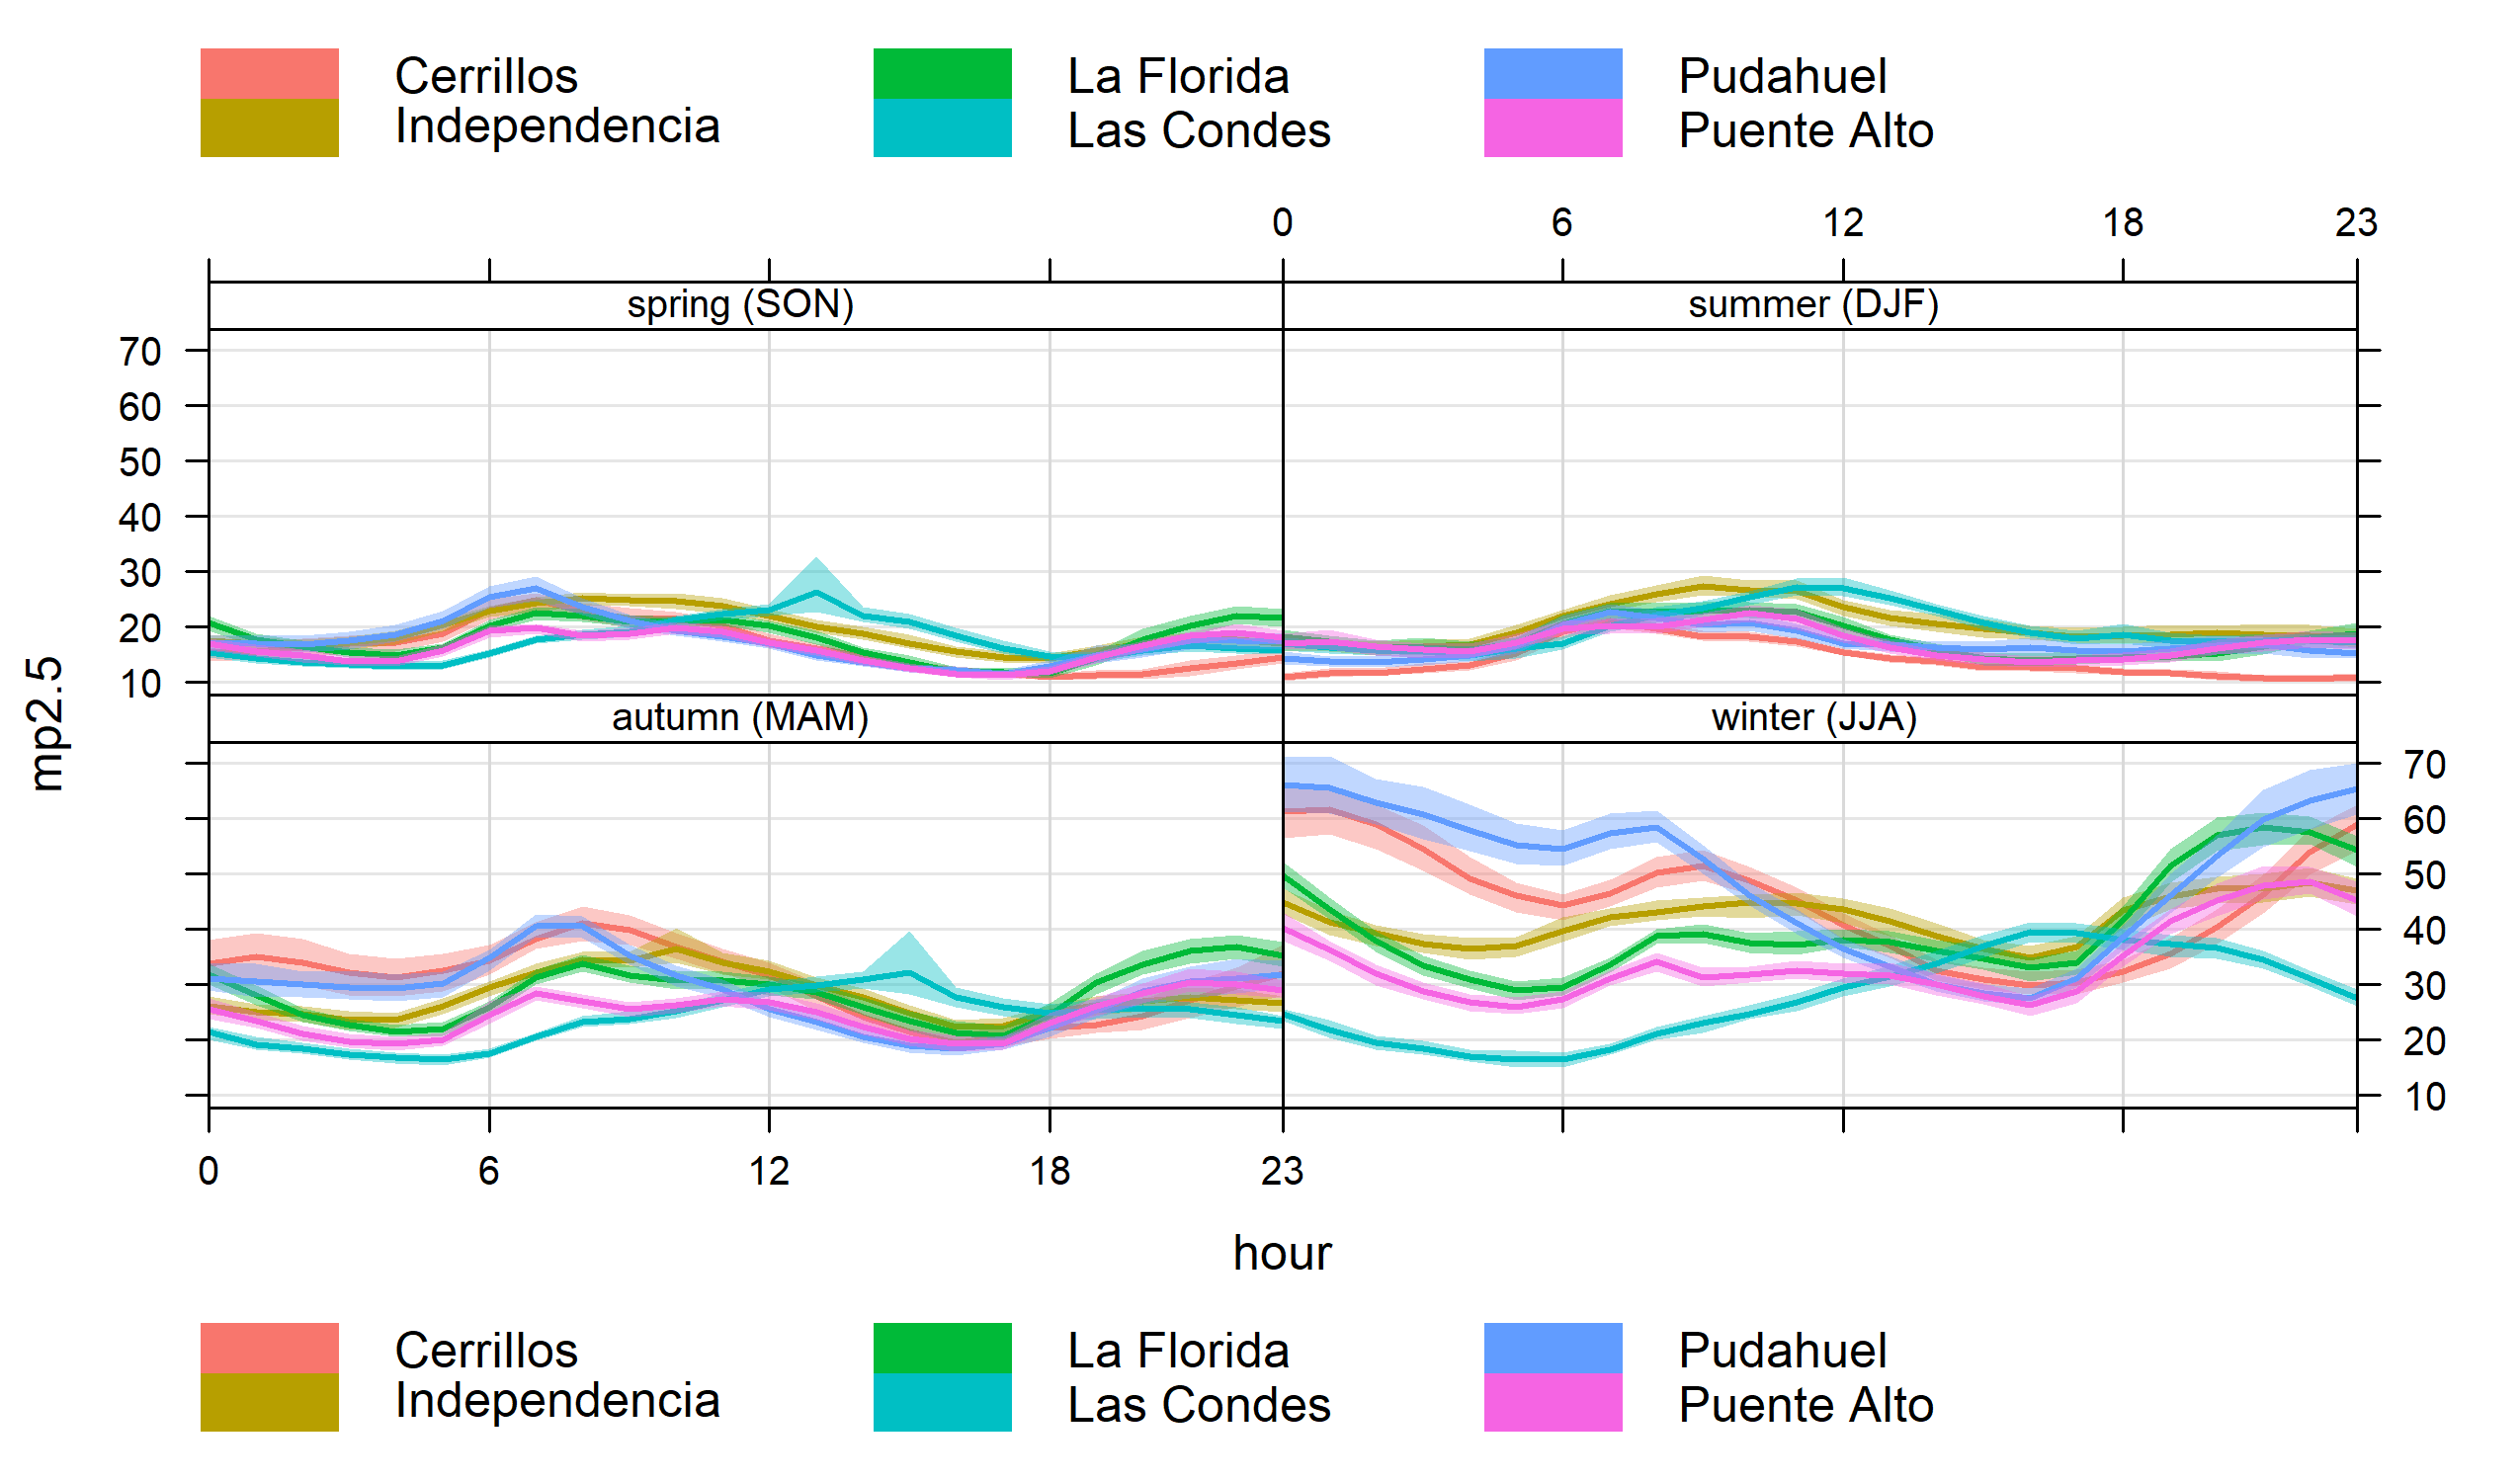 Cerrillos La Florida Pudahuel
Independencia Las Condes Puente Alto
0 6 12 18 23
spring (SON) summer (DJF)
70
60
50
40
30
20
10
mp2.5
autumn (MAM) winter (JJA)
70
60
50
40
30
20
10
0 6 12 18 23
hour
Cerrillos La Florida Pudahuel
Independencia Las Condes Puente Alto